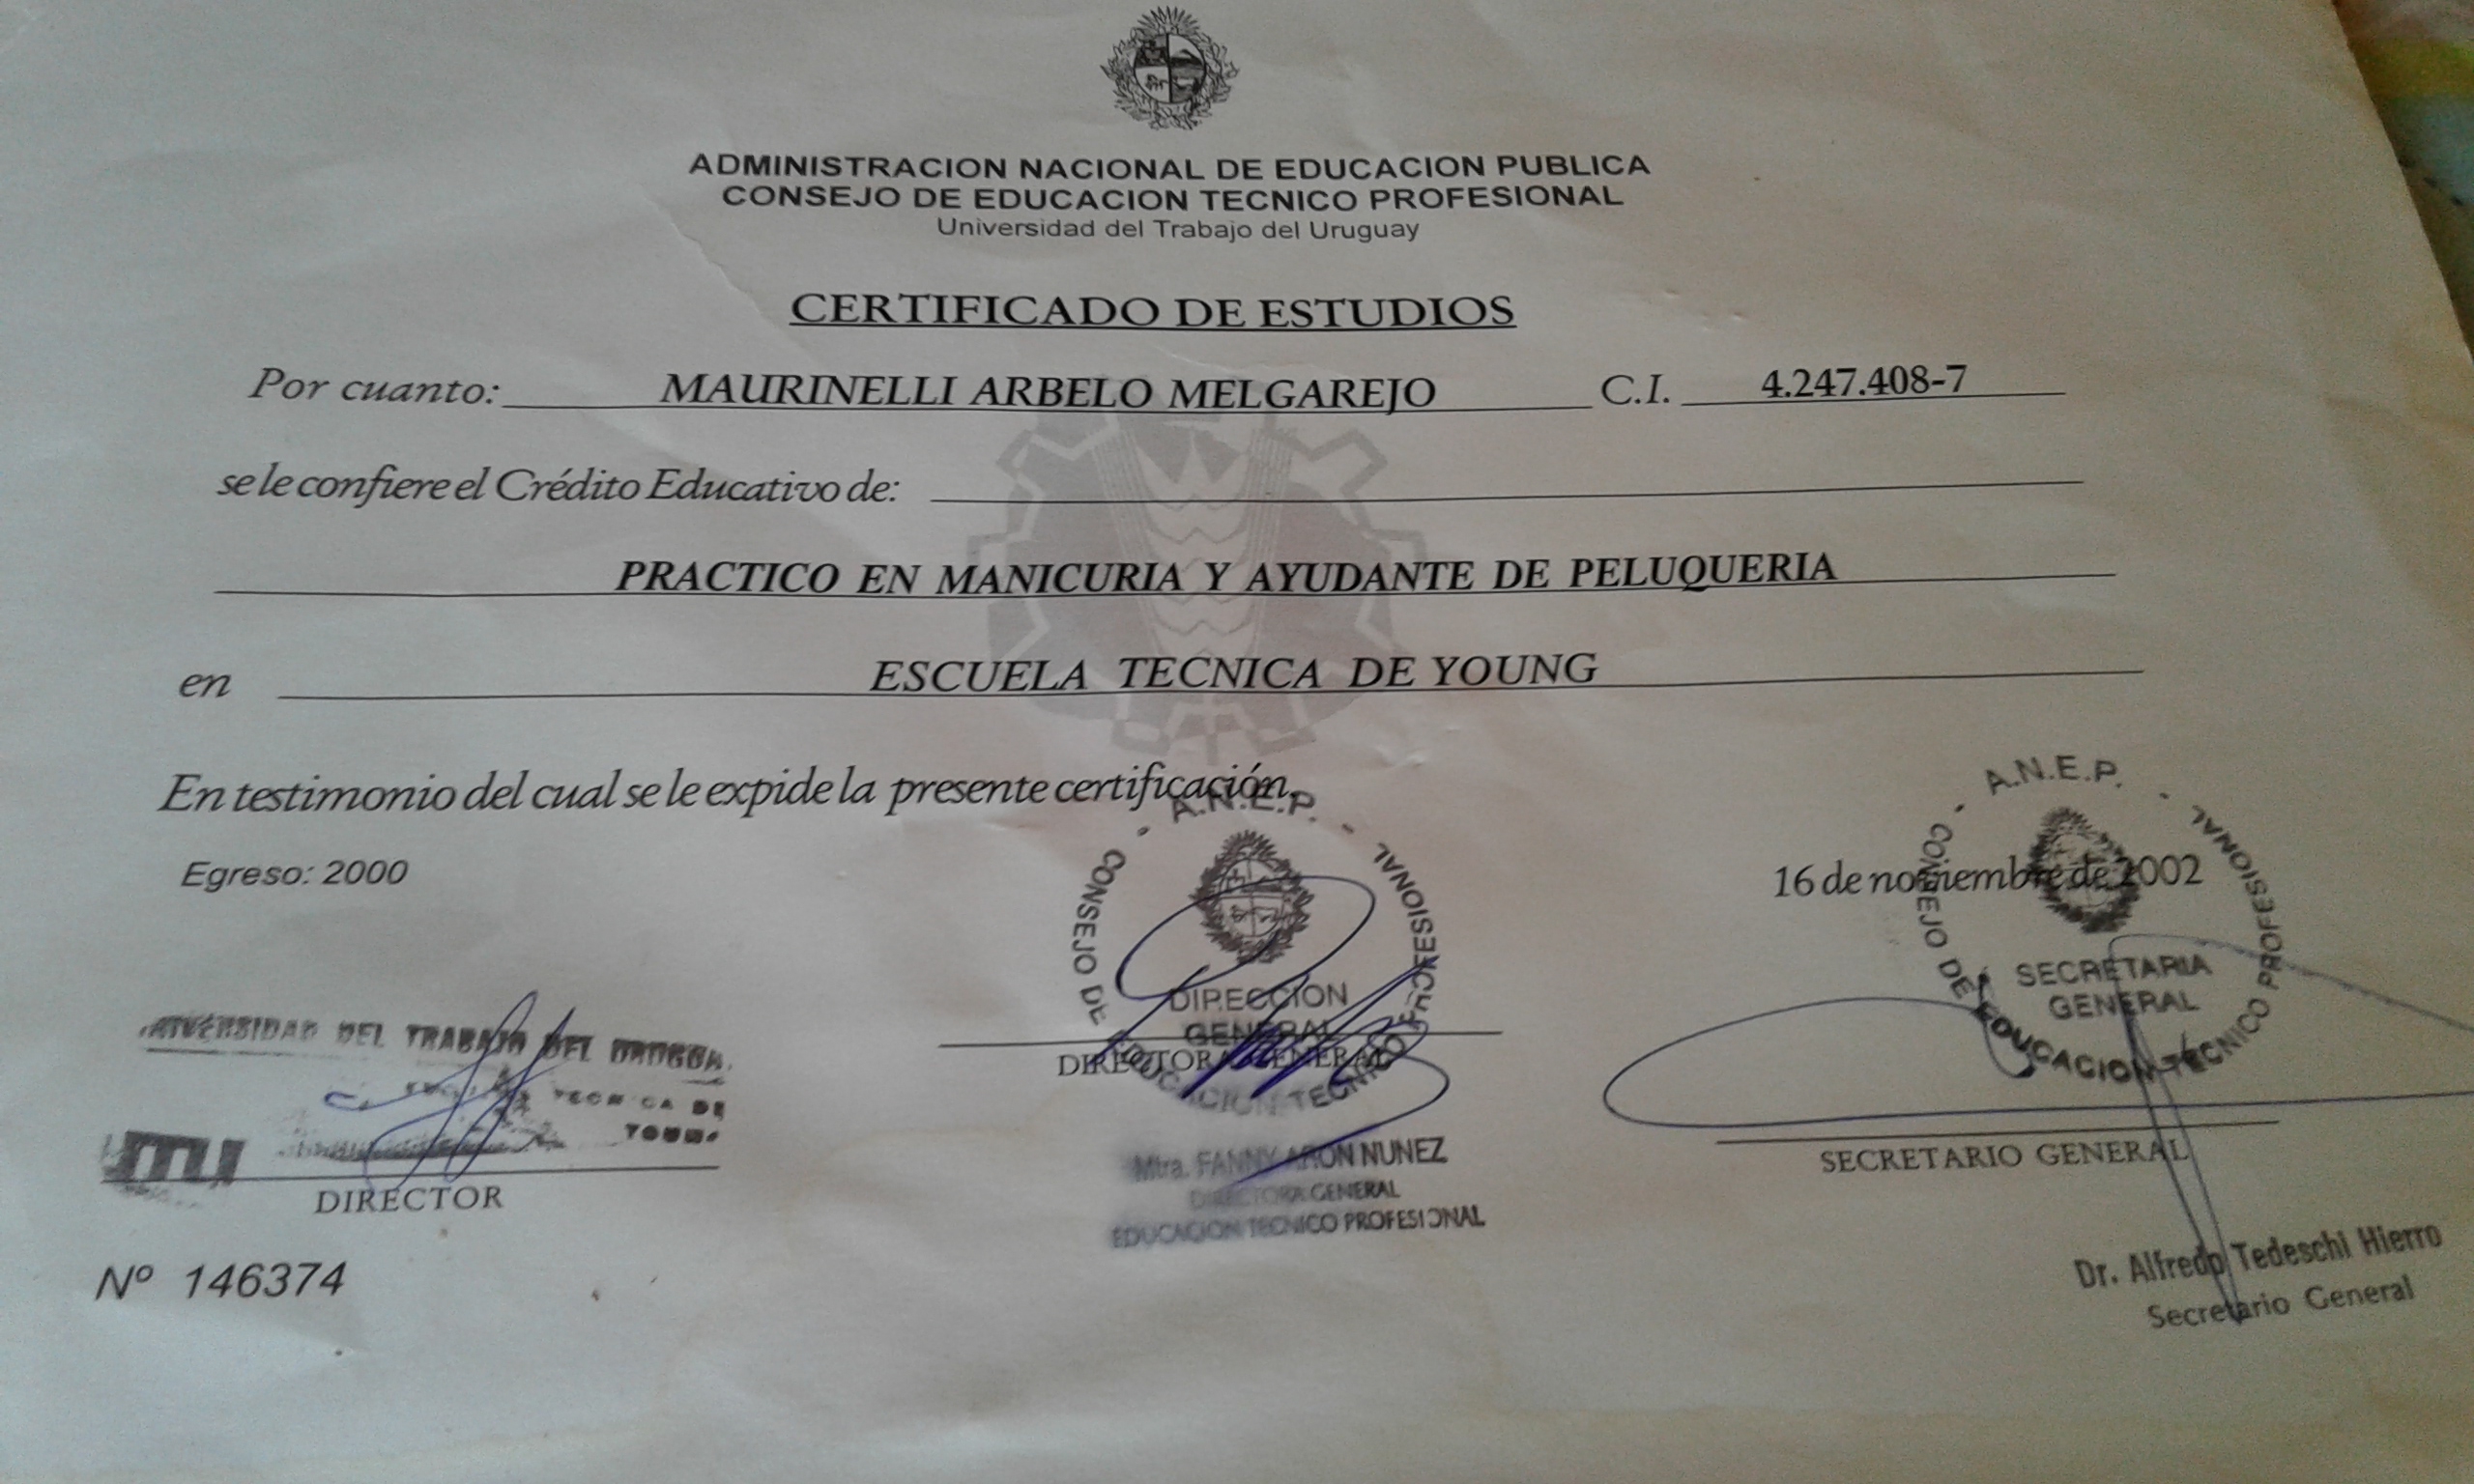 ADMINISTRACION NACIONAL DE EDUCACION PUBLICA
CONSEJO DE EDUCACION TECNICO PROFESIONAL
Universidad del Trabajo del Uruguay
CERTIFICADO DE ESTUDIOS
Por cuanto: MAURINELLI ARBELO MELGAREJO C.I. 4.247.408-7
se le confiere el Crédito Educativo de:
PRACTICO EN MANICURIA Y AYUDANTE DE PELUQUERIA
en ESCUELA TECNICA DE YOUNG
En testimonio del cual se le expide la presente certificación.
Egreso: 2000
16 de noviembre de 2002
A.N.E.P. - CONSEJO DE EDUCACION TECNICO PROFESIONAL -
DIRECCION
GENERAL
A.N.E.P. - CONSEJO DE EDUCACION TECNICO PROFESIONAL -
SECRETARIA
GENERAL
UNIVERSIDAD DEL TRABAJO DEL URUGUAY
TECNICA DE
YOUNG
DIRECTOR
DIRECTORA GENERAL
Mtra. FANNY ARON NUNEZ
DIRECTORA GENERAL
EDUCACION TECNICO PROFESIONAL
SECRETARIO GENERAL
Dr. Alfredo Tedeschi Hierro
Secretario General
Nº 146374